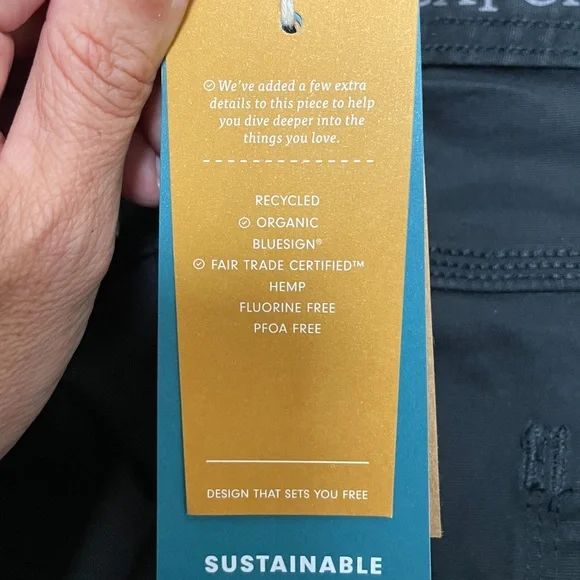 We've added a few extra
details to this piece to help
you dive deeper into the
things you love.
RECYCLED
ORGANIC
BLUESIGN®
FAIR TRADE CERTIFIED™
HEMP
FLUORINE FREE
PFOA FREE
DESIGN THAT SETS YOU FREE
SUSTAINABLE